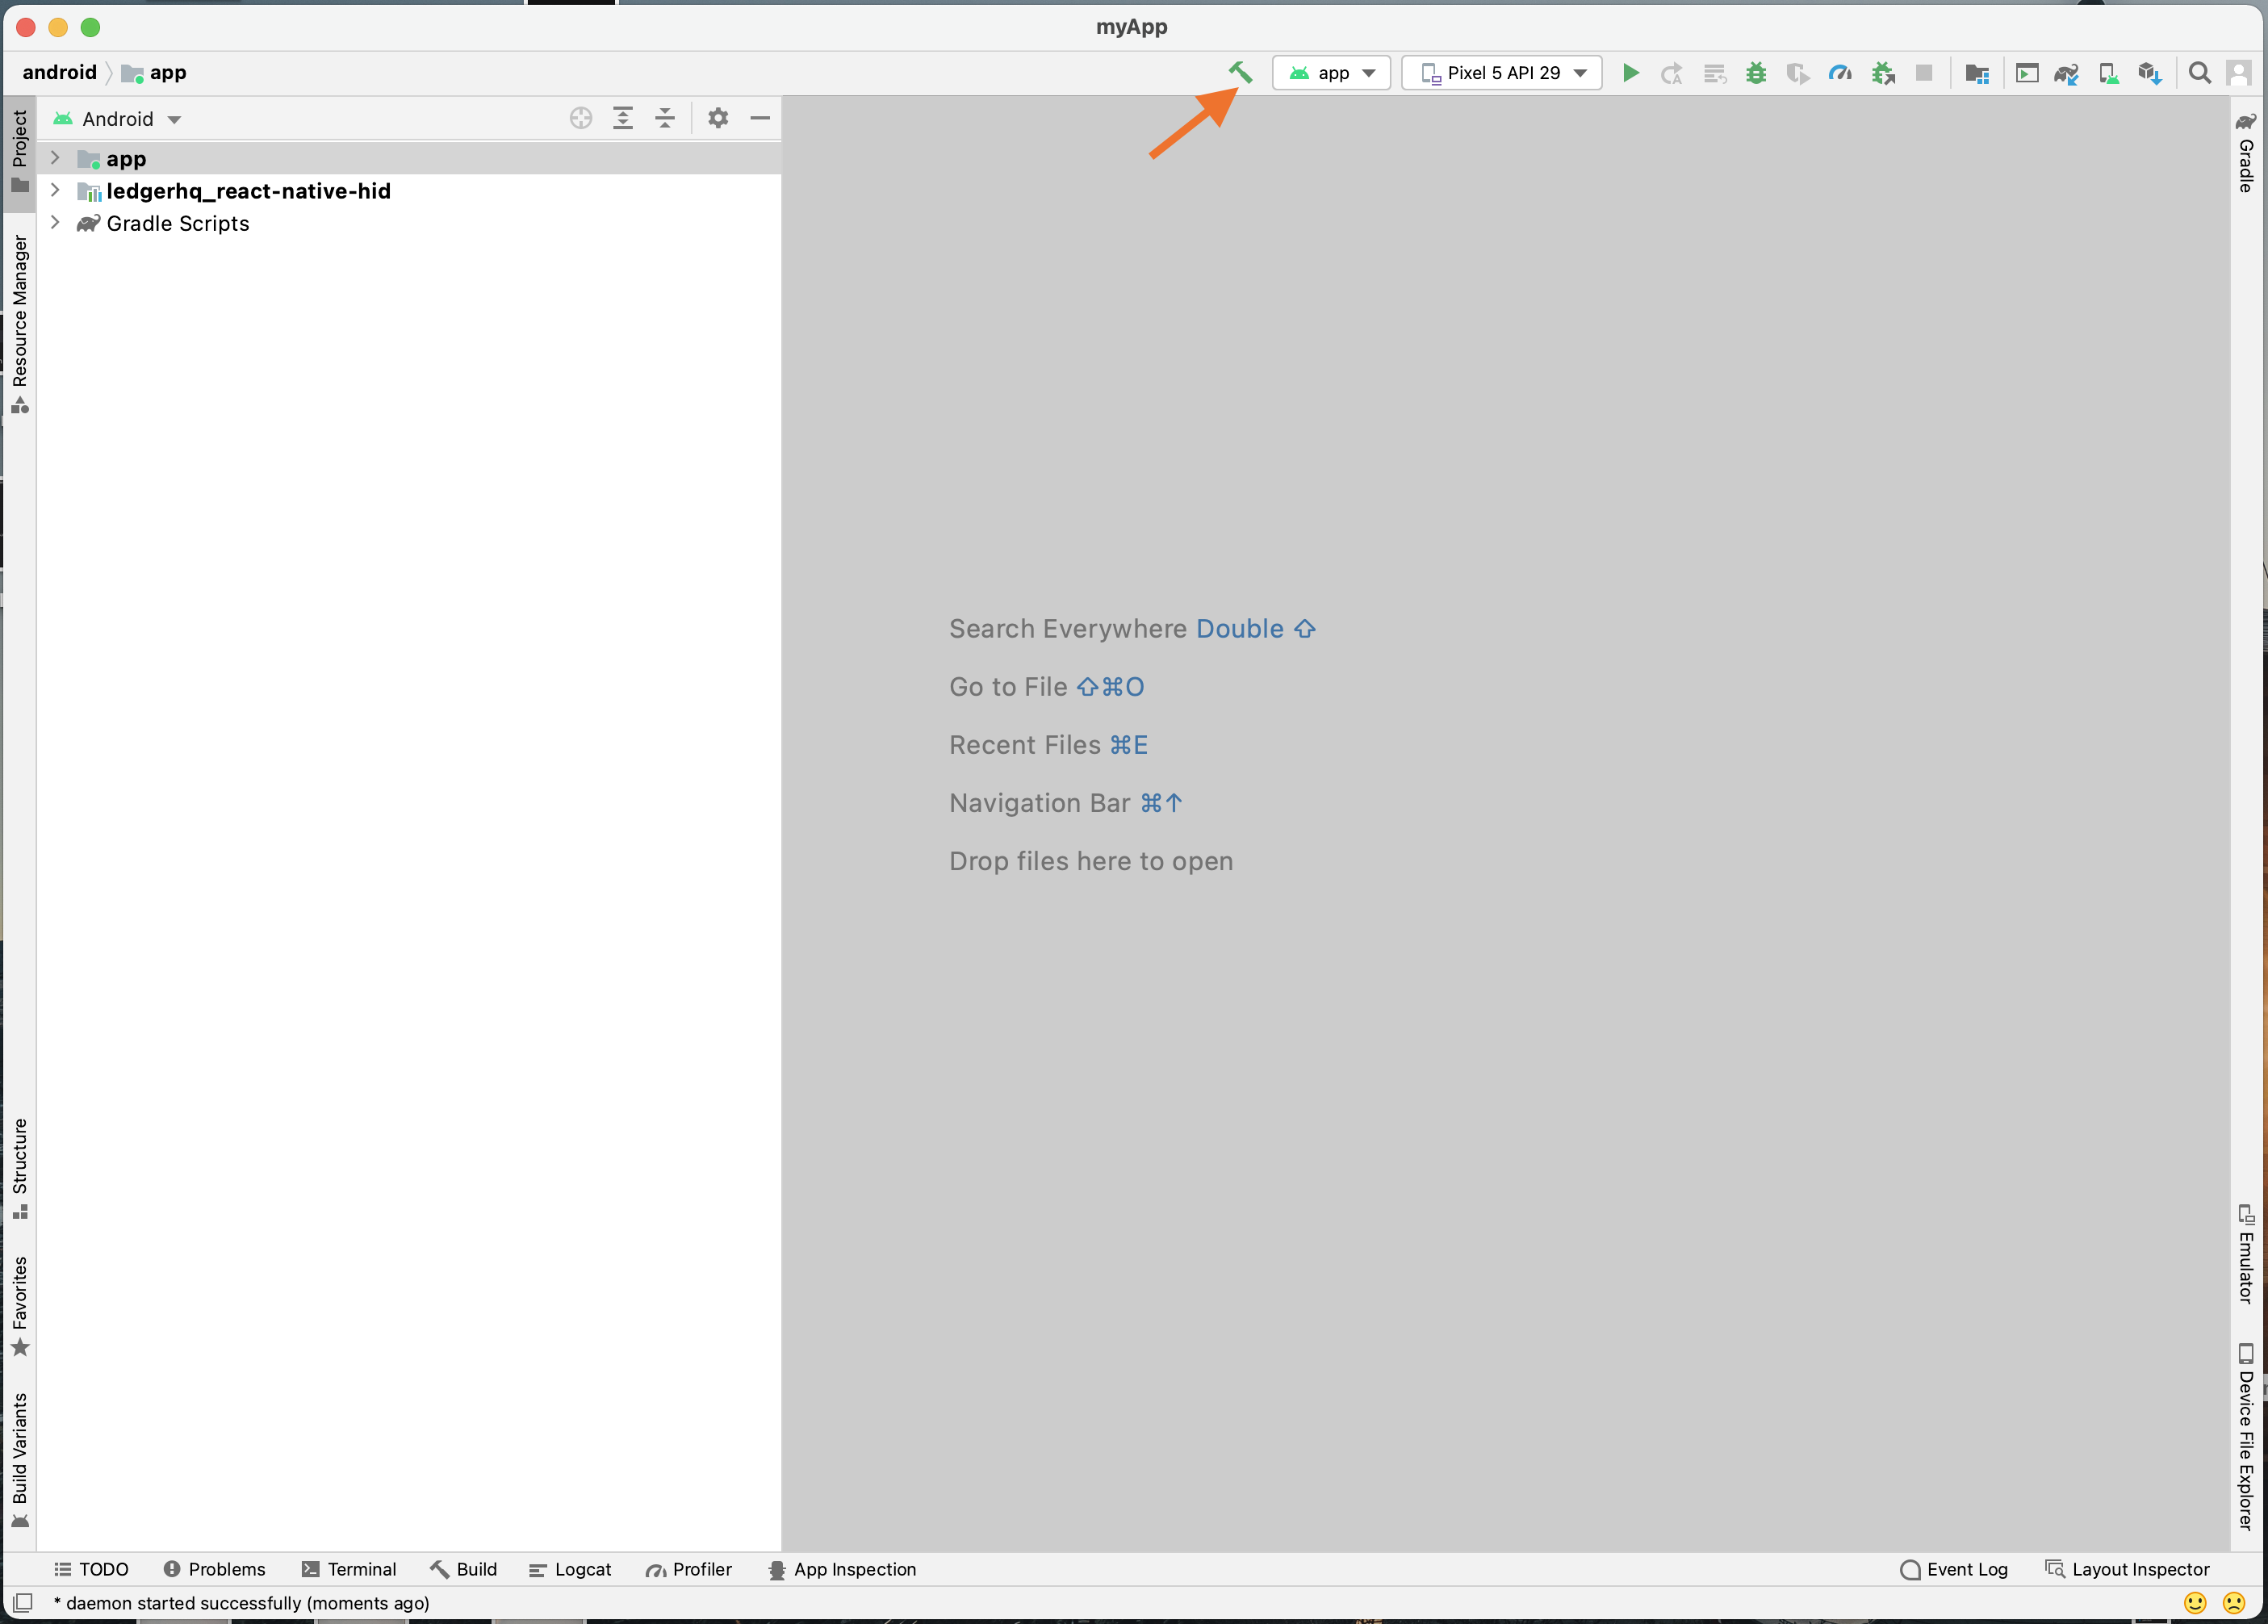 myApp
android
app
app
Pixel 5 API 29
Project
Android
app
ledgerhq_react-native-hid
Gradle Scripts
Resource Manager
Structure
Favorites
Build Variants
Search Everywhere Double ⇧
Go to File ⇧⌘O
Recent Files ⌘E
Navigation Bar ⌘↑
Drop files here to open
Gradle
Emulator
Device File Explorer
TODO
Problems
Terminal
Build
Logcat
Profiler
App Inspection
Event Log
Layout Inspector
* daemon started successfully (moments ago)